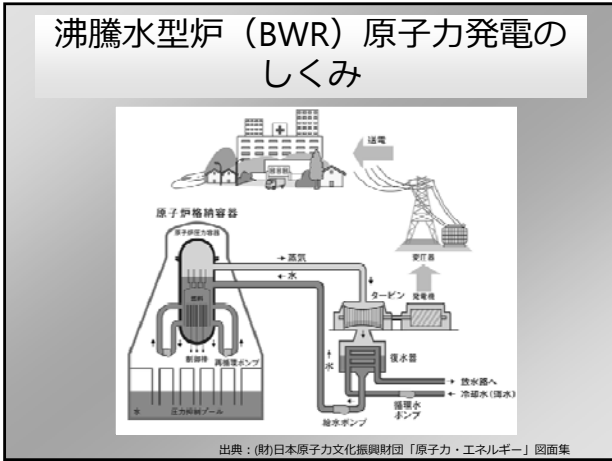 沸騰水型炉（BWR）原子力発電の
しくみ
送電
原子炉格納容器
原子炉圧力容器
→蒸気
←水
変圧器
タービン
発電機
燃料
復水器
制御棒
再循環ポンプ
↑水
→ 放水路へ
← 冷却水(海水)
循環水
ポンプ
水
圧力抑制プール
給水ポンプ
出典：(財)日本原子力文化振興財団「原子力・エネルギー」図面集